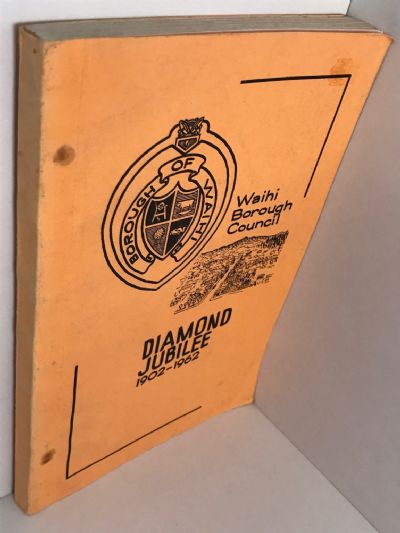 BOROUGH OF WAIHI
Waihi
Borough
Council
DIAMOND
JUBILEE
1902-1962